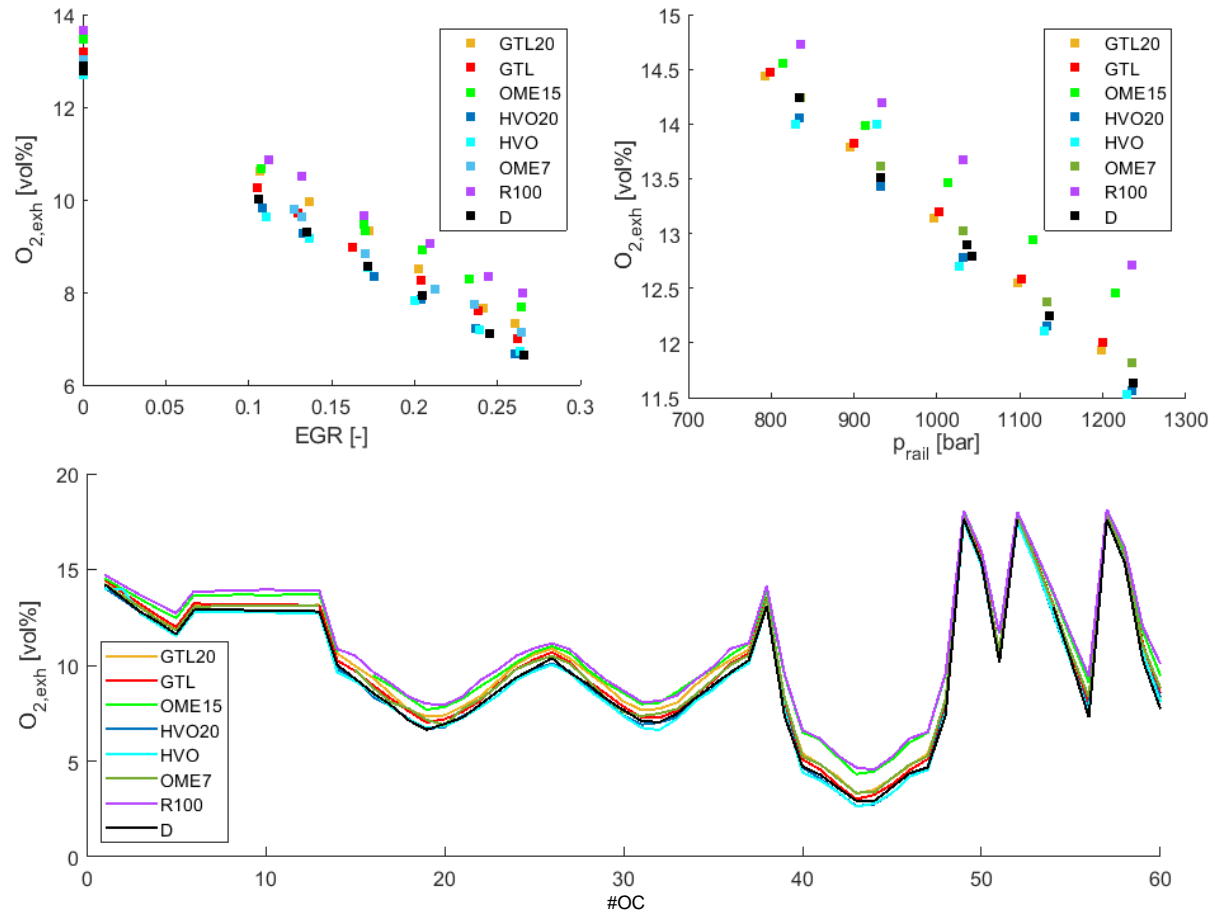 14
12
10
8
6
O2,exh [vol%]
0
0.05
0.1
0.15
0.2
0.25
0.3
EGR [-]
GTL20
GTL
OME15
HVO20
HVO
OME7
R100
D
15
14.5
14
13.5
13
12.5
12
11.5
O2,exh [vol%]
700
800
900
1000
1100
1200
1300
prail [bar]
GTL20
GTL
OME15
HVO20
HVO
OME7
R100
D
20
15
10
5
0
O2,exh [vol%]
0
10
20
30
40
50
60
#OC
GTL20
GTL
OME15
HVO20
HVO
OME7
R100
D